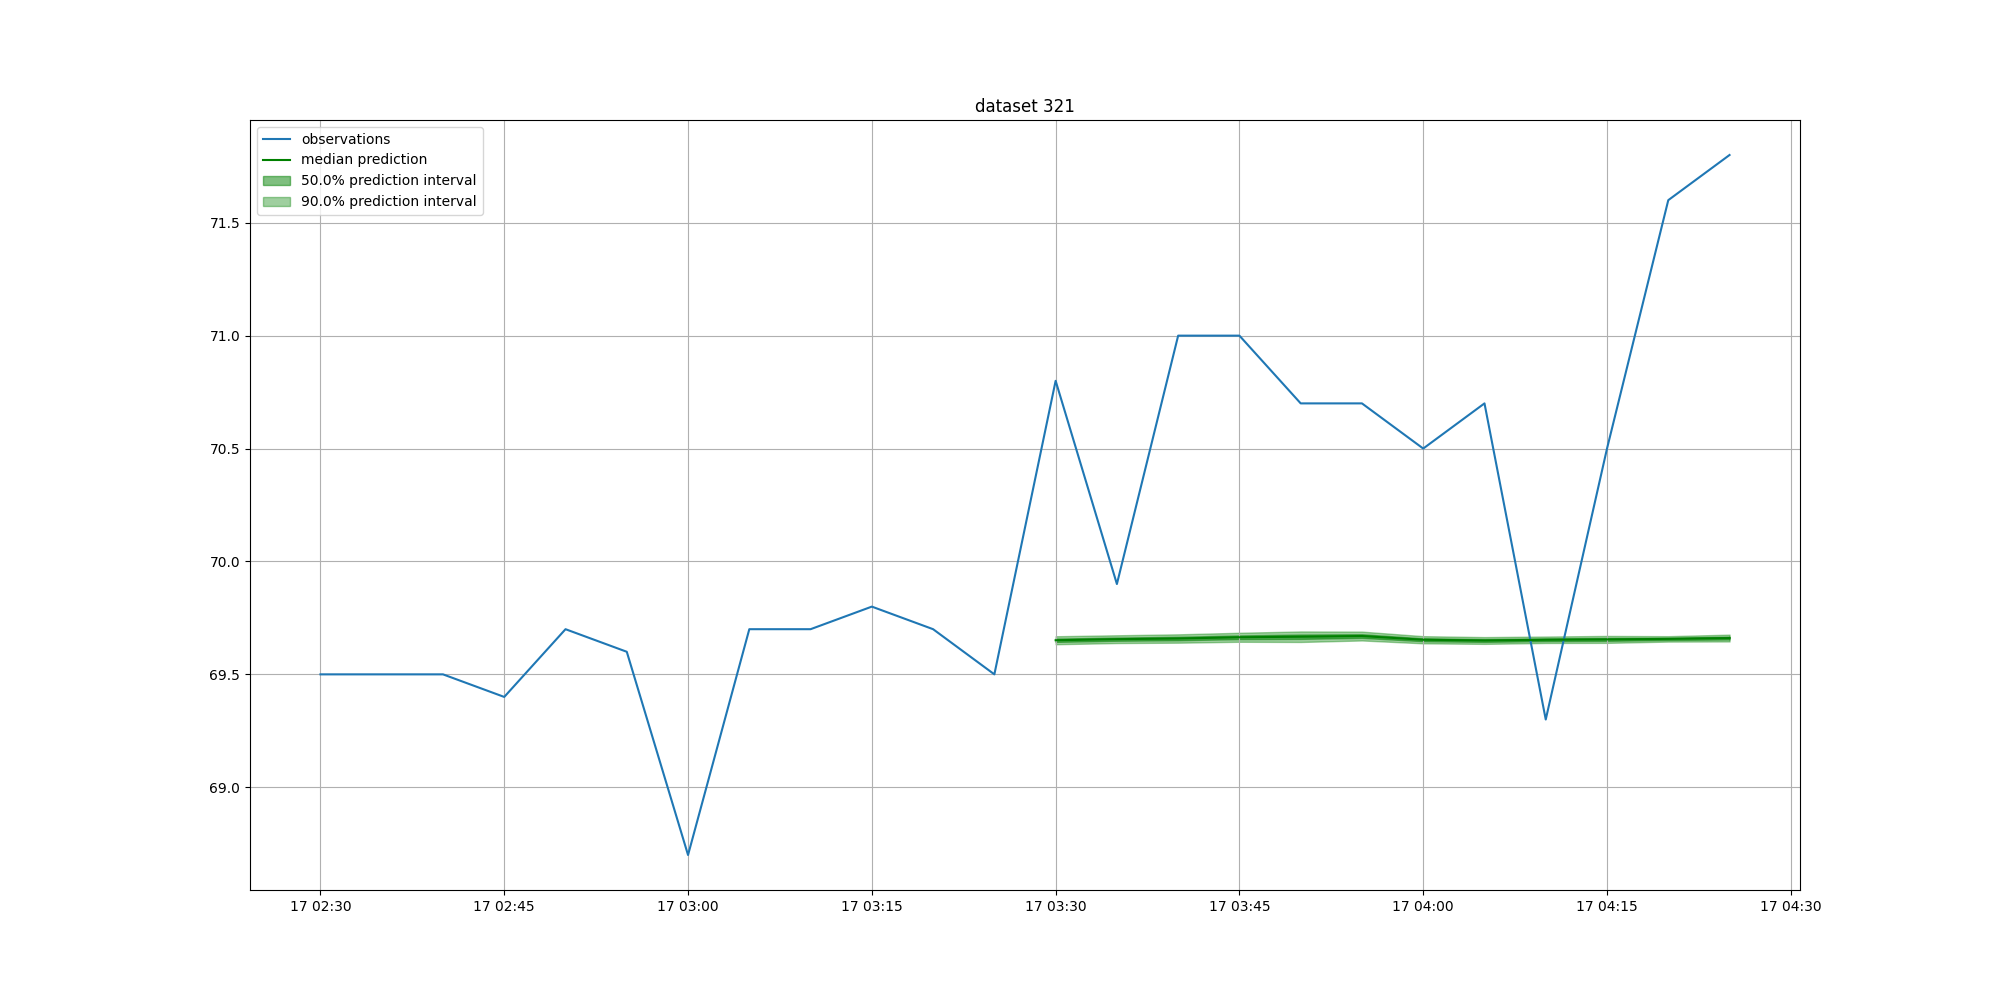 dataset 321
observations
median prediction
50.0% prediction interval
90.0% prediction interval
71.5
71.0
70.5
70.0
69.5
69.0
17 02:30 17 02:45 17 03:00 17 03:15 17 03:30 17 03:45 17 04:00 17 04:15 17 04:30